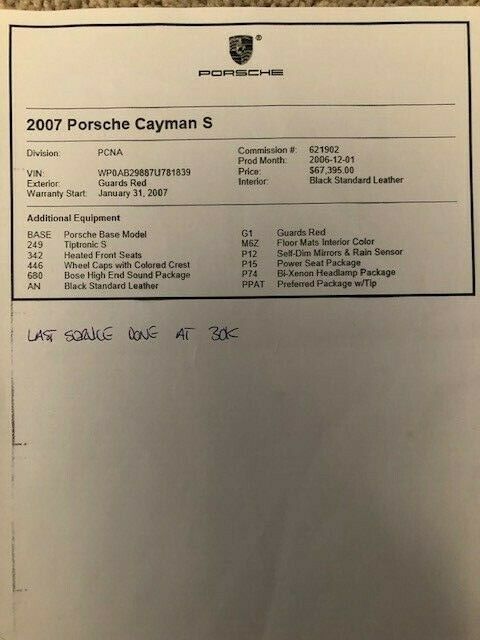 ®
PORSCHE
2007 Porsche Cayman S
Division: PCNA Commission #: 621902
Prod Month: 2006-12-01
VIN: WP0AB29887U781839 Price: $67,395.00
Exterior: Guards Red Interior: Black Standard Leather
Warranty Start: January 31, 2007
Additional Equipment
BASE Porsche Base Model G1 Guards Red
249 Tiptronic S M6Z Floor Mats Interior Color
342 Heated Front Seats P12 Self-Dim Mirrors & Rain Sensor
446 Wheel Caps with Colored Crest P15 Power Seat Package
680 Bose High End Sound Package P74 Bi-Xenon Headlamp Package
AN Black Standard Leather PPAT Preferred Package w/Tip
LAST SERVICE DONE AT 30K